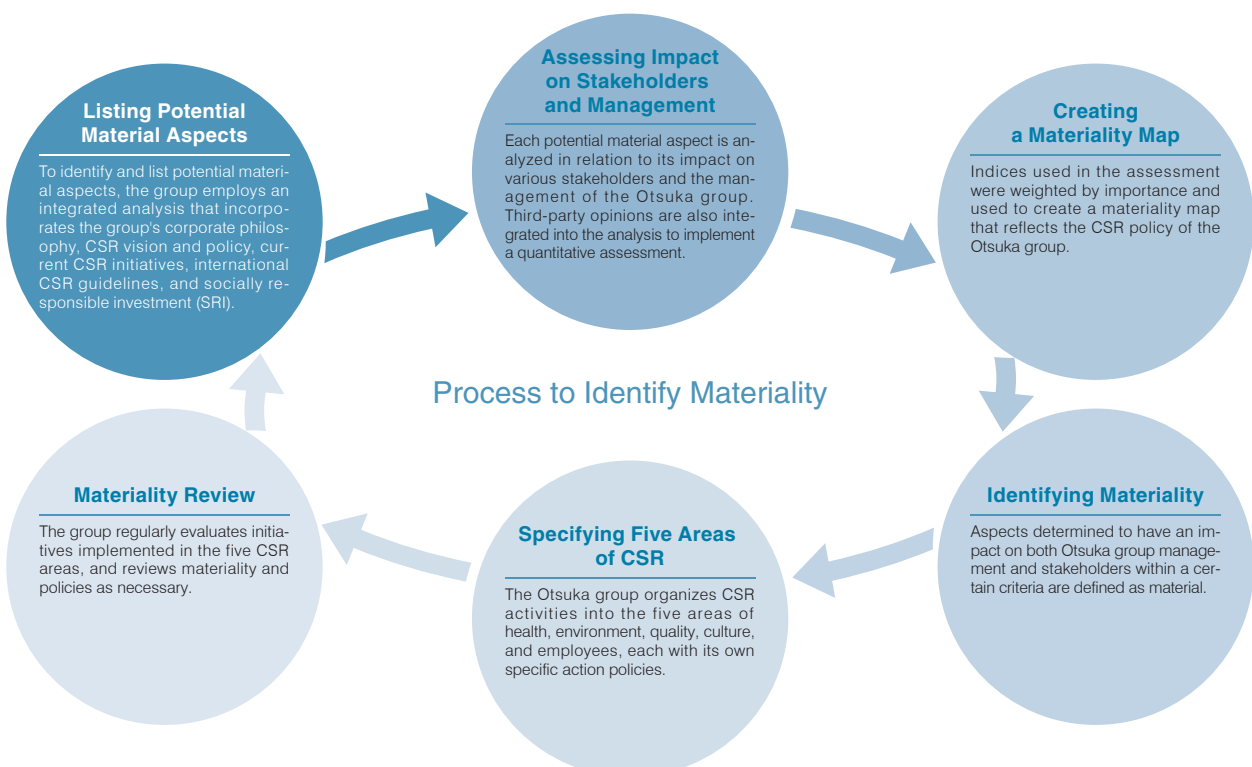 Listing Potential
Material Aspects
To identify and list potential materi-
al aspects, the group employs an
integrated analysis that incorpo-
rates the group's corporate philos-
ophy, CSR vision and policy, cur-
rent CSR initiatives, international
CSR guidelines, and socially re-
sponsible investment (SRI).
Assessing Impact
on Stakeholders
and Management
Each potential material aspect is an-
alyzed in relation to its impact on
various stakeholders and the man-
agement of the Otsuka group.
Third-party opinions are also inte-
grated into the analysis to implement
a quantitative assessment.
Creating
a Materiality Map
Indices used in the assessment
were weighted by importance and
used to create a materiality map
that reflects the CSR policy of the
Otsuka group.
Process to Identify Materiality
Identifying Materiality
Aspects determined to have an im-
pact on both Otsuka group manage-
ment and stakeholders within a cer-
tain criteria are defined as material.
Specifying Five Areas
of CSR
The Otsuka group organizes CSR
activities into the five areas of
health, environment, quality, culture,
and employees, each with its own
specific action policies.
Materiality Review
The group regularly evaluates initia-
tives implemented in the five CSR
areas, and reviews materiality and
policies as necessary.